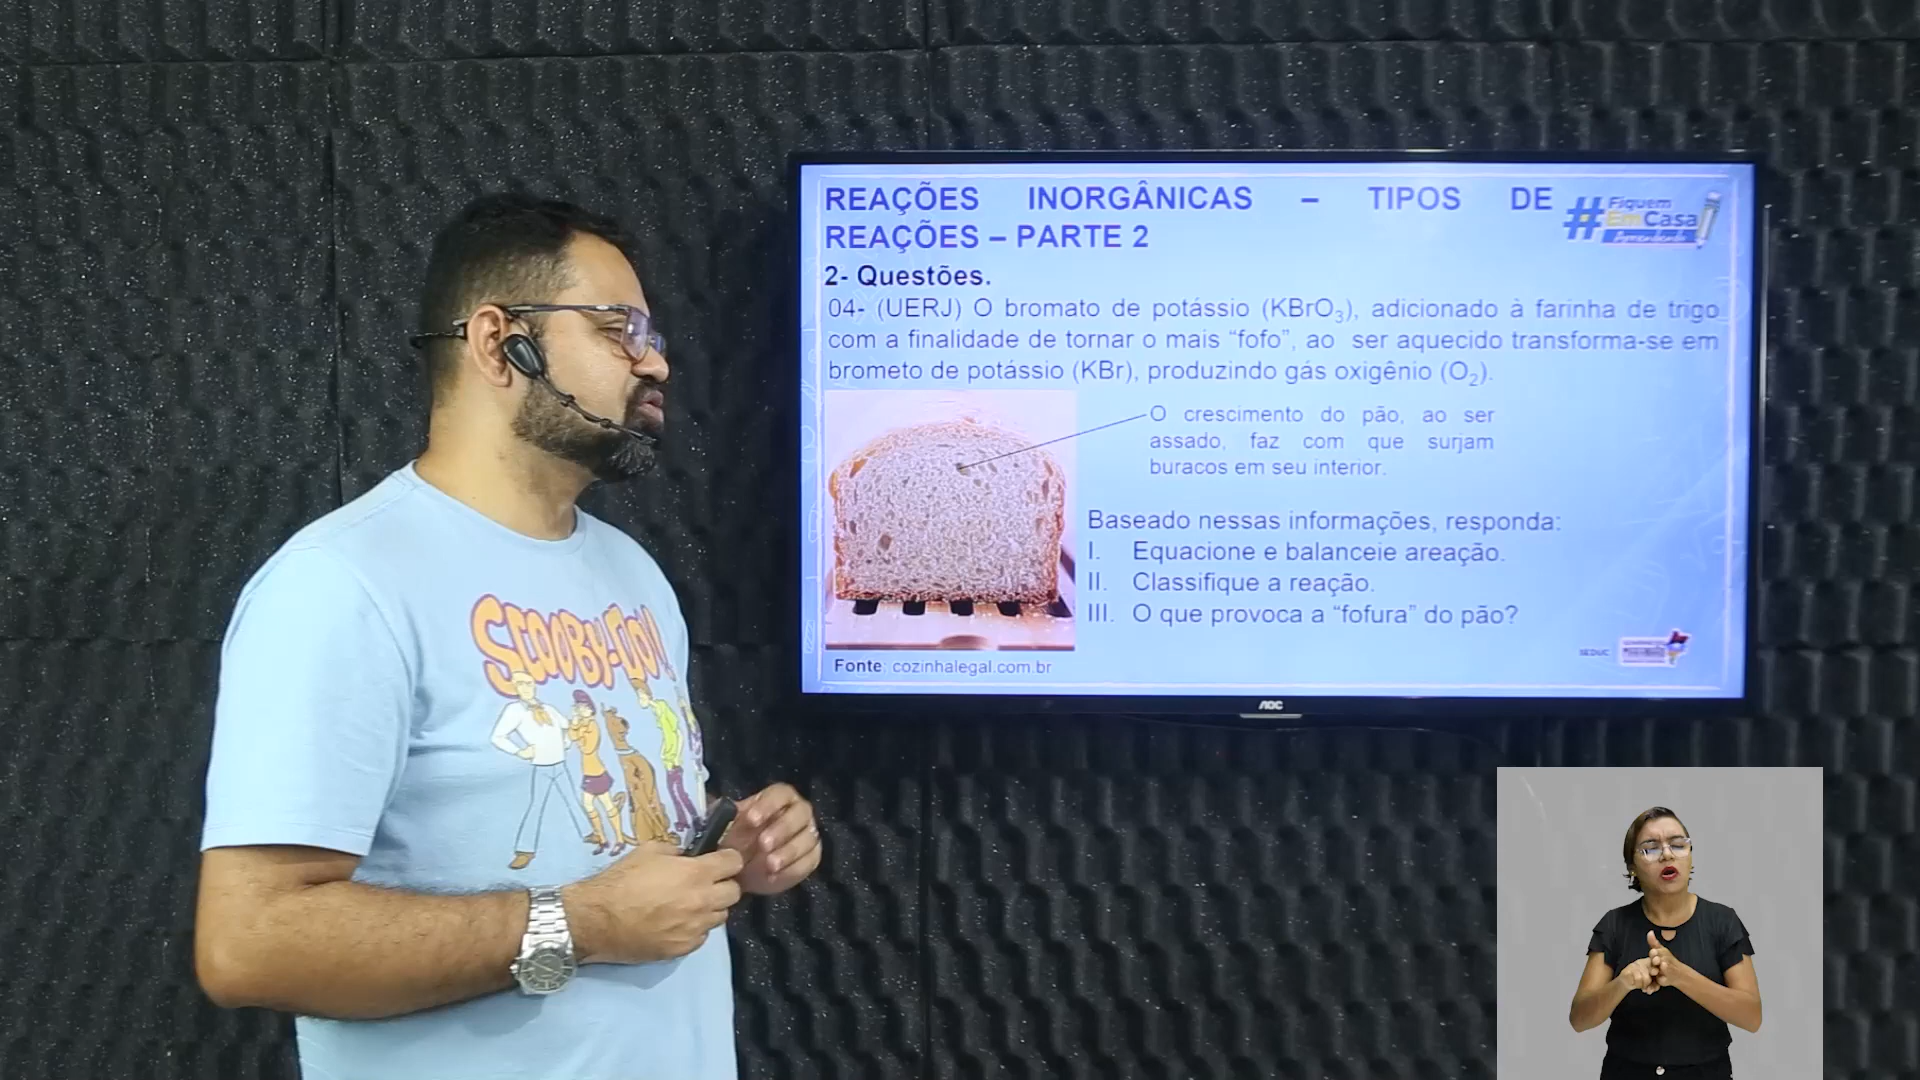 REAÇÕES INORGÂNICAS – TIPOS DE
REAÇÕES – PARTE 2
#Fiquem
EmCasa
Aprendendo
2- Questões.
04- (UERJ) O bromato de potássio (KBrO₃), adicionado à farinha de trigo
com a finalidade de tornar o mais “fofo”, ao ser aquecido transforma-se em
brometo de potássio (KBr), produzindo gás oxigênio (O₂).
O crescimento do pão, ao ser
assado, faz com que surjam
buracos em seu interior.
Baseado nessas informações, responda:
I. Equacione e balanceie areação.
II. Classifique a reação.
III. O que provoca a “fofura” do pão?
Fonte: cozinhalegal.com.br
SEDUC
AOC
SCOOBY-DOO!